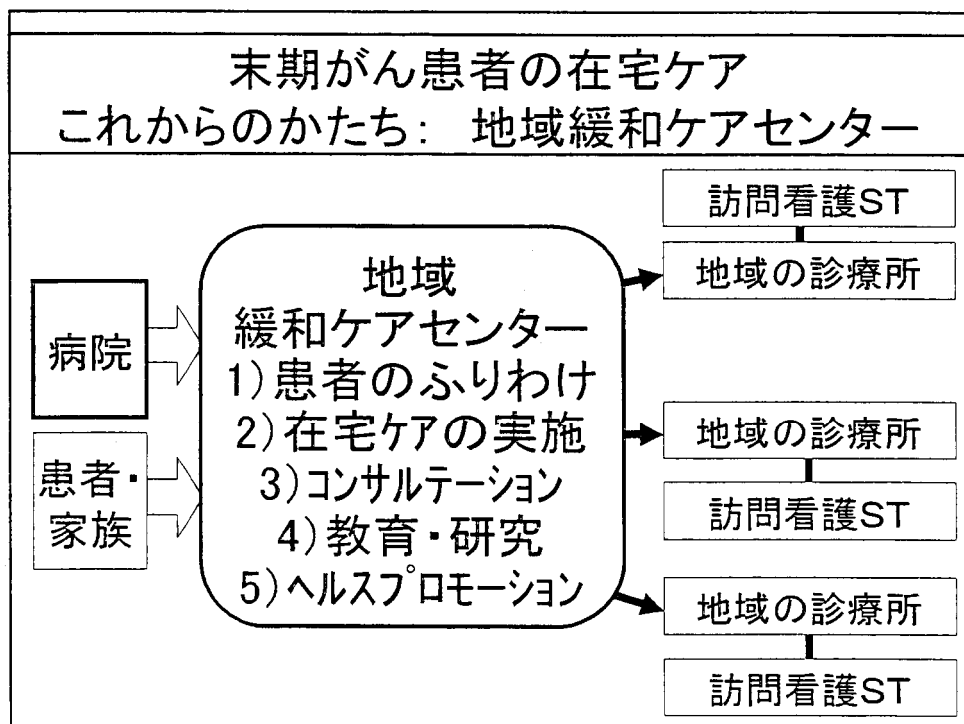 末期がん患者の在宅ケア
これからのかたち： 地域緩和ケアセンター
病院
患者・
家族
地域
緩和ケアセンター
1)患者のふりわけ
2)在宅ｹｱの実施
3)ｺﾝｻﾙﾃｰｼｮﾝ
4)教育・研究
5)ﾍﾙｽﾌﾟﾛﾓｰｼｮﾝ
訪問看護ST
地域の診療所
地域の診療所
訪問看護ST
地域の診療所
訪問看護ST